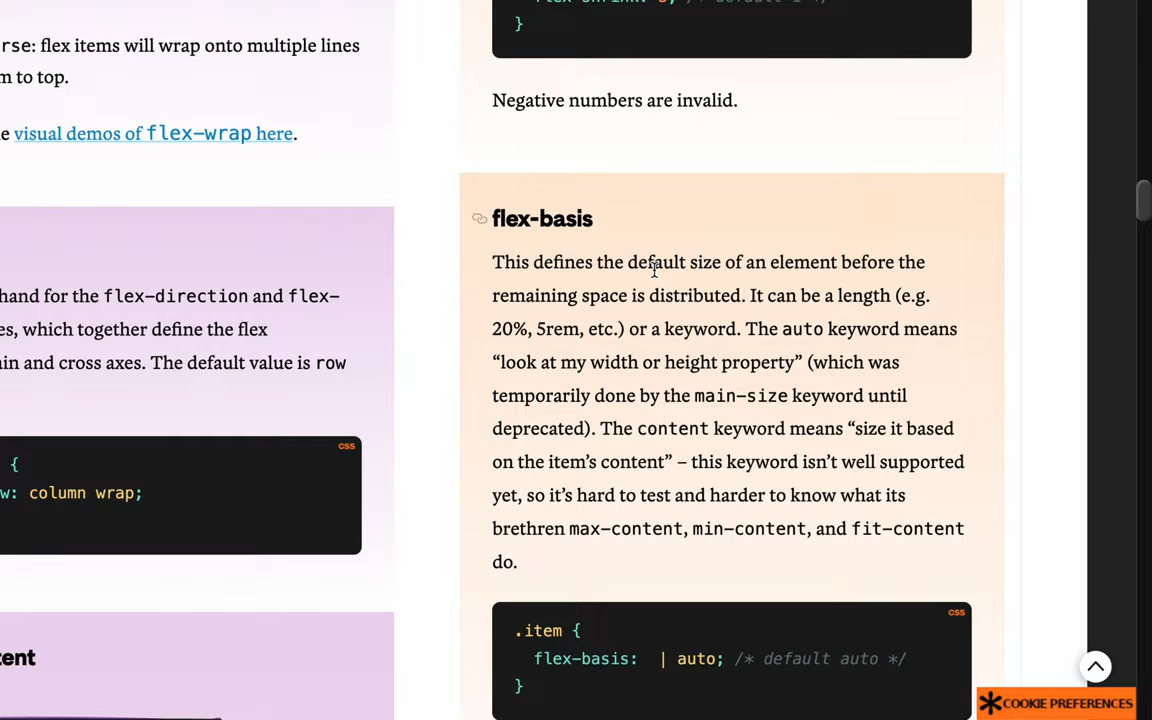 rse: flex items will wrap onto multiple lines
m to top.
e visual demos of flex-wrap here.
hand for the flex-direction and flex-
es, which together define the flex
in and cross axes. The default value is row
css
{
w: column wrap;
tent
}
Negative numbers are invalid.
flex-basis
This defines the default size of an element before the
remaining space is distributed. It can be a length (e.g.
20%, 5rem, etc.) or a keyword. The auto keyword means
“look at my width or height property” (which was
temporarily done by the main-size keyword until
deprecated). The content keyword means “size it based
on the item’s content” – this keyword isn’t well supported
yet, so it’s hard to test and harder to know what its
brethren max-content, min-content, and fit-content
do.
css
.item {
flex-basis:  | auto; /* default auto */
}
COOKIE PREFERENCES